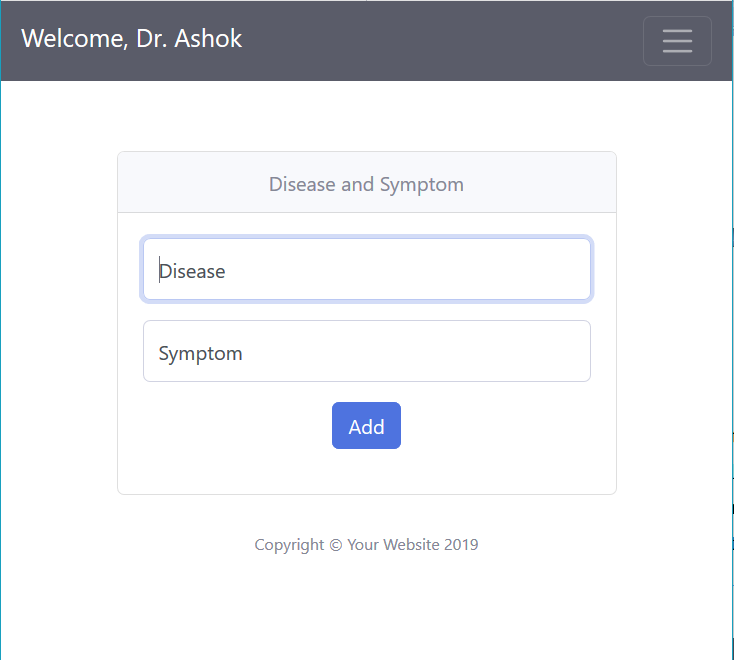 Welcome, Dr. Ashok
Disease and Symptom
Disease
Symptom
Add
Copyright © Your Website 2019